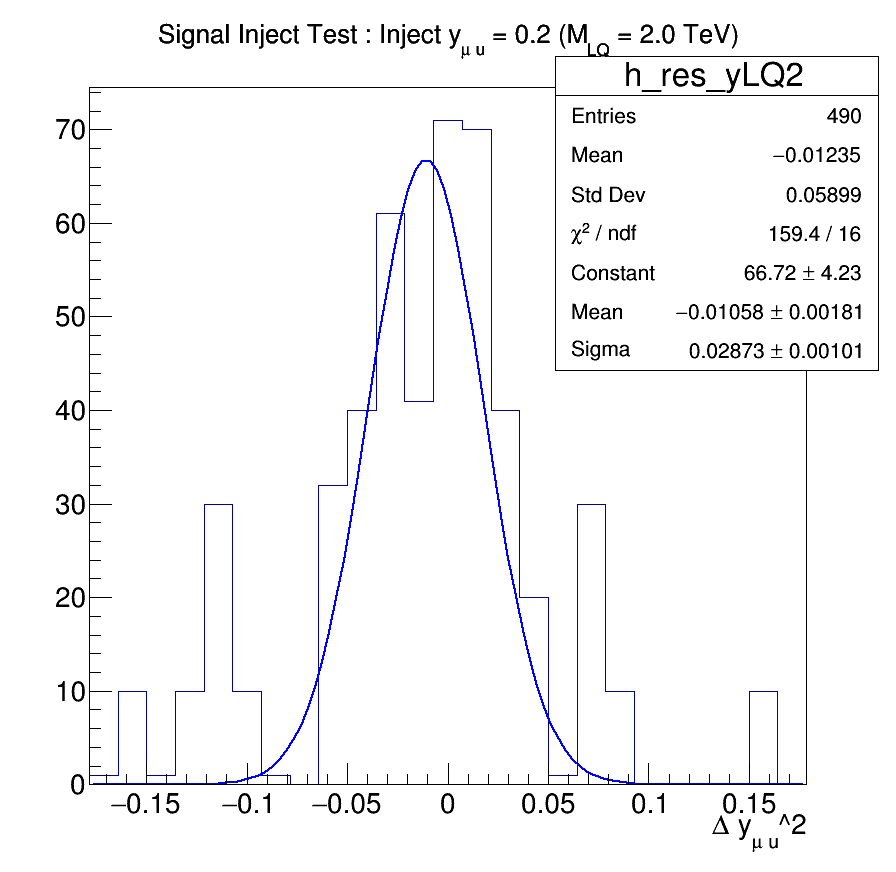 Signal Inject Test : Inject y_μu = 0.2 (M_LQ = 2.0 TeV)
h_res_yLQ2
Entries 490
Mean −0.01235
Std Dev 0.05899
χ² / ndf 159.4 / 16
Constant 66.72 ± 4.23
Mean −0.01058 ± 0.00181
Sigma 0.02873 ± 0.00101
70
60
50
40
30
20
10
0
−0.15 −0.1 −0.05 0 0.05 0.1 0.15
Δ y_μu^2